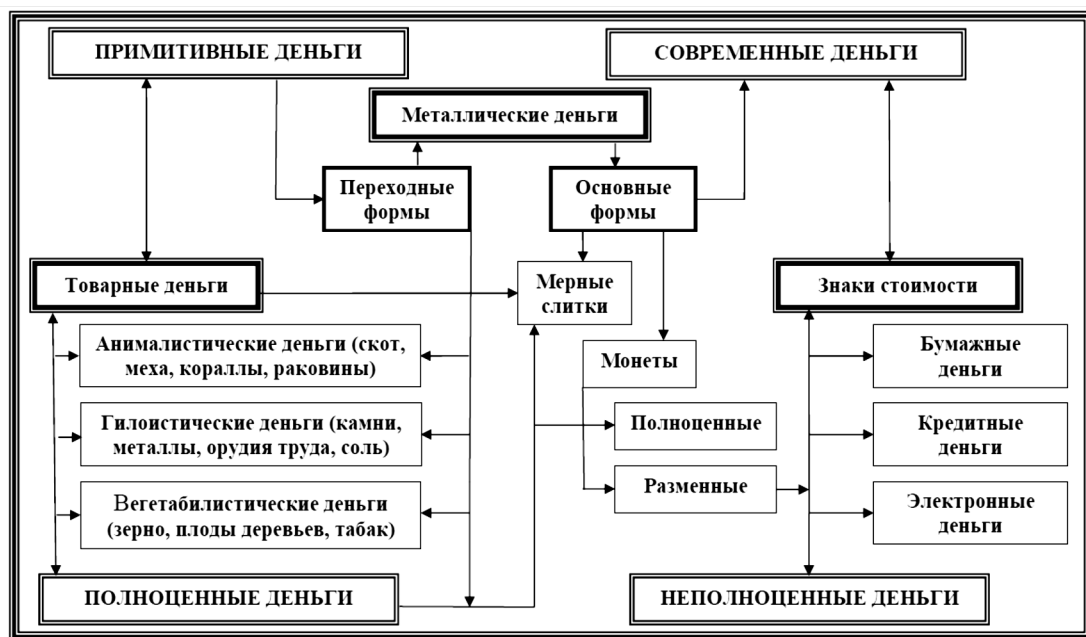 ПРИМИТИВНЫЕ ДЕНЬГИ
СОВРЕМЕННЫЕ ДЕНЬГИ
Металлические деньги
Переходные
формы
Основные
формы
Товарные деньги
Мерные
слитки
Знаки стоимости
Анималистические деньги (скот,
меха, кораллы, раковины)
Монеты
Бумажные
деньги
Гилоистические деньги (камни,
металлы, орудия труда, соль)
Полноценные
Кредитные
деньги
Разменные
Вегетабилистические деньги
(зерно, плоды деревьев, табак)
Электронные
деньги
ПОЛНОЦЕННЫЕ ДЕНЬГИ
НЕПОЛНОЦЕННЫЕ ДЕНЬГИ